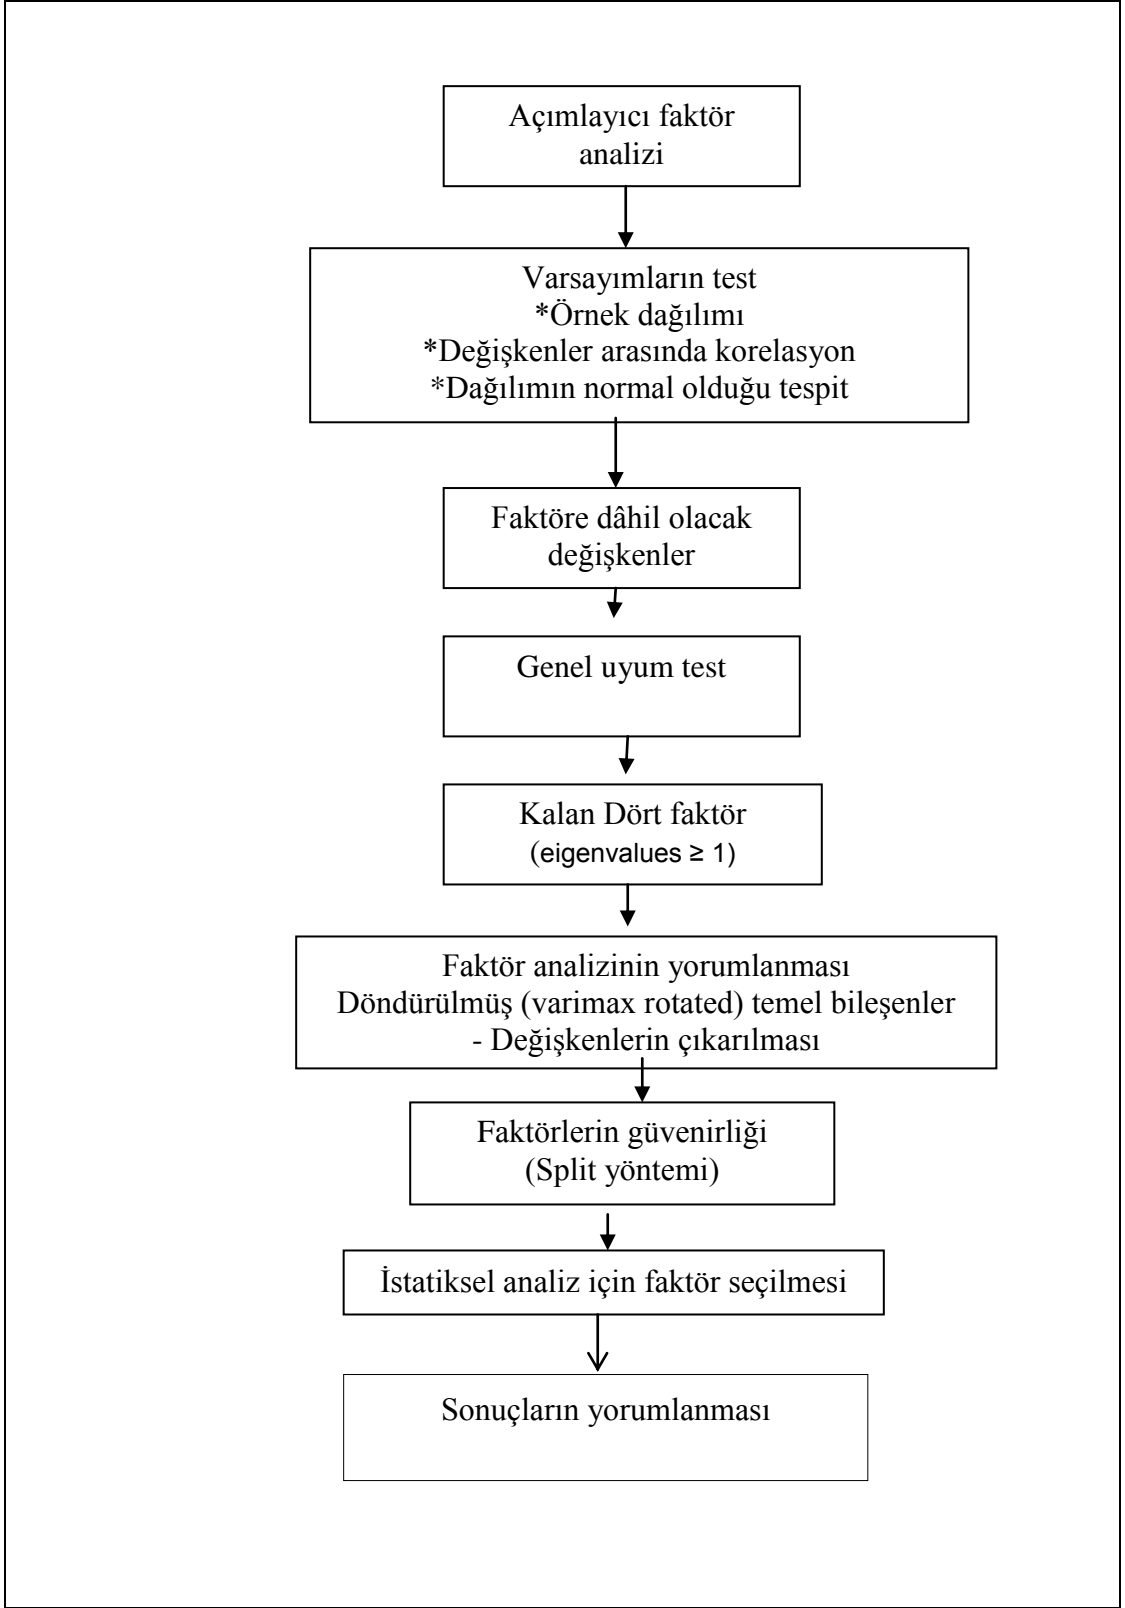 Açımlayıcı faktör
analizi
Varsayımların test
*Örnek dağılımı
*Değişkenler arasında korelasyon
*Dağılımın normal olduğu tespit
Faktöre dâhil olacak
değişkenler
Genel uyum test
Kalan Dört faktör
(eigenvalues ≥ 1)
Faktör analizinin yorumlanması
Döndürülmüş (varimax rotated) temel bileşenler
- Değişkenlerin çıkarılması
Faktörlerin güvenirliği
(Split yöntemi)
İstatiksel analiz için faktör seçilmesi
Sonuçların yorumlanması